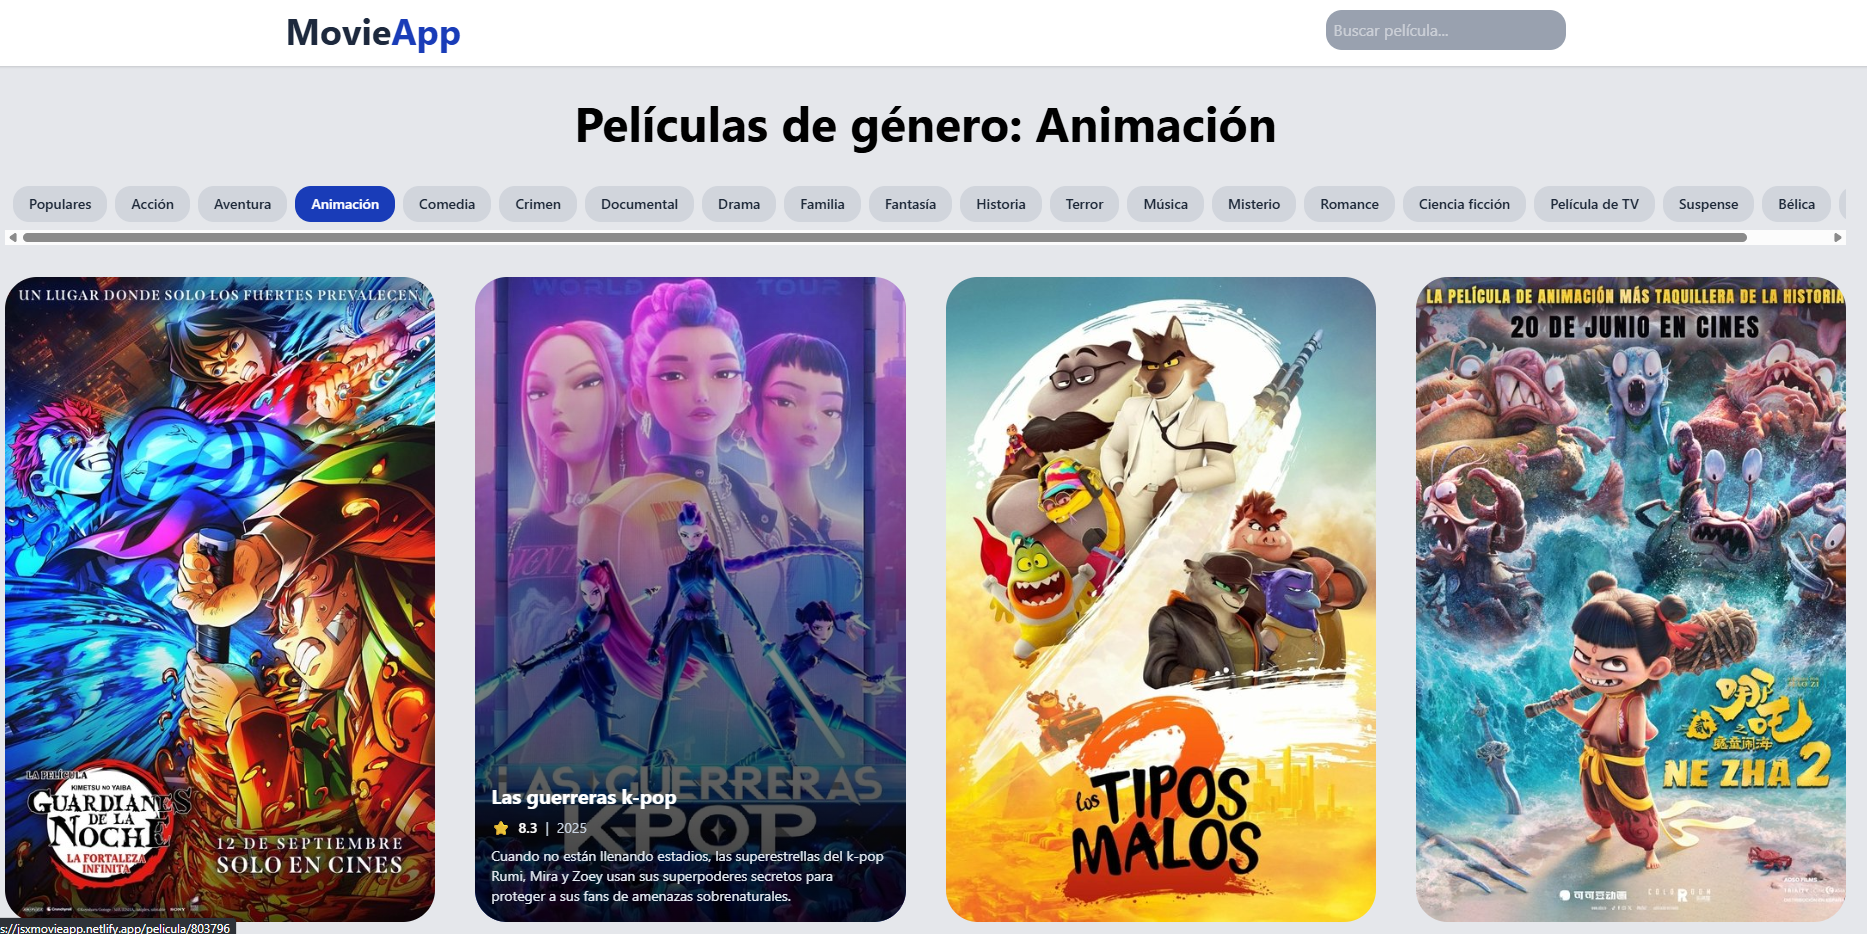 MovieApp
Buscar película...
Películas de género: Animación
Populares
Acción
Aventura
Animación
Comedia
Crimen
Documental
Drama
Familia
Fantasía
Historia
Terror
Música
Misterio
Romance
Ciencia ficción
Película de TV
Suspense
Bélica
UN LUGAR DONDE SOLO LOS FUERTES PREVALECEN.
LA PELÍCULA
KIMETSU NO YAIBA
GUARDIANES
DE LA
NOCHE
LA FORTALEZA
INFINITA
12 DE SEPTIEMBRE
SOLO EN CINES
WORLD TOUR
LAS GUERRERAS
K-POP
Las guerreras k-pop
8.3 | 2025
Cuando no están llenando estadios, las superestrellas del k-pop
Rumi, Mira y Zoey usan sus superpoderes secretos para
proteger a sus fans de amenazas sobrenaturales.
2
los TIPOS
MALOS
LA PELÍCULA DE ANIMACIÓN MÁS TAQUILLERA DE LA HISTORIA
20 DE JUNIO EN CINES
哪吒
之
魔童闹海
NE ZHA 2
可可豆动画
COLOROOM
s://jsxmovieapp.netlify.app/pelicula/803796